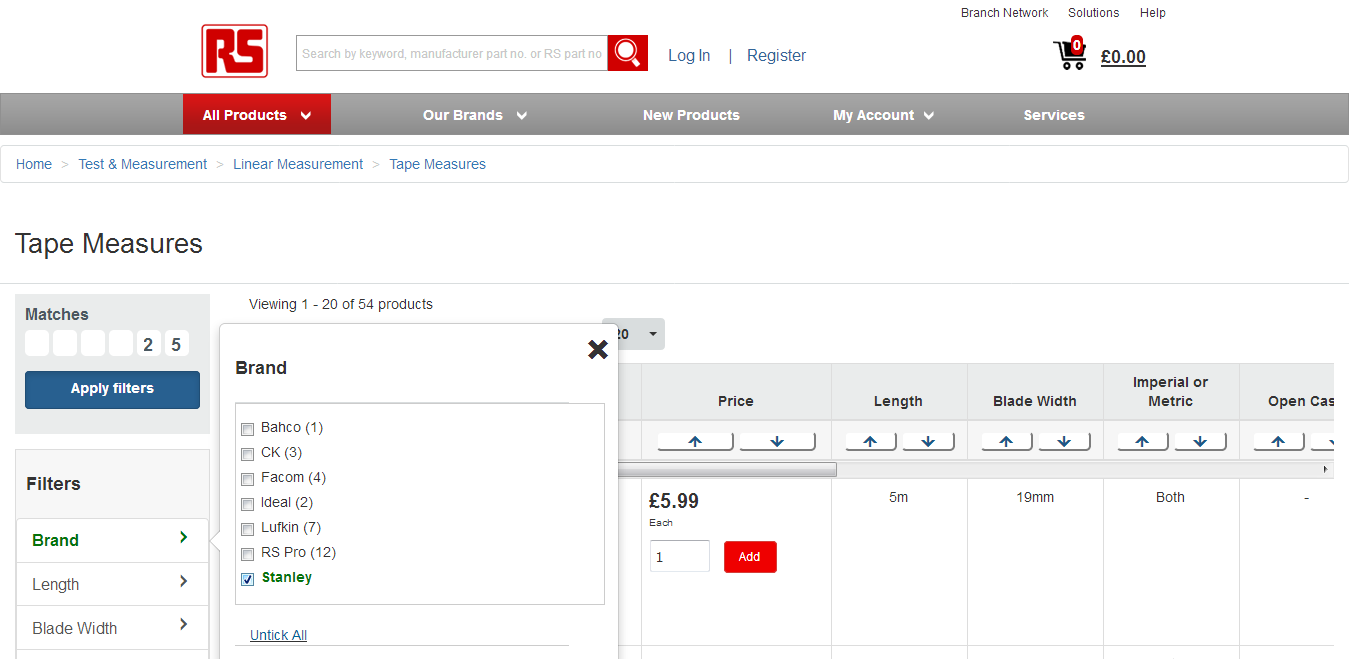 Branch Network Solutions Help
RS
Search by keyword, manufacturer part no. or RS part no
Log In | Register
0
£0.00
All Products Our Brands New Products My Account Services
Home > Test & Measurement > Linear Measurement > Tape Measures
Tape Measures
Matches
2 5
Apply filters
Filters
Brand
Length
Blade Width
Viewing 1 - 20 of 54 products
20
Brand
Bahco (1)
CK (3)
Facom (4)
Ideal (2)
Lufkin (7)
RS Pro (12)
Stanley
Untick All
Price Length Blade Width Imperial or Metric Open Cas
£5.99 5m 19mm Both -
Each
1 Add